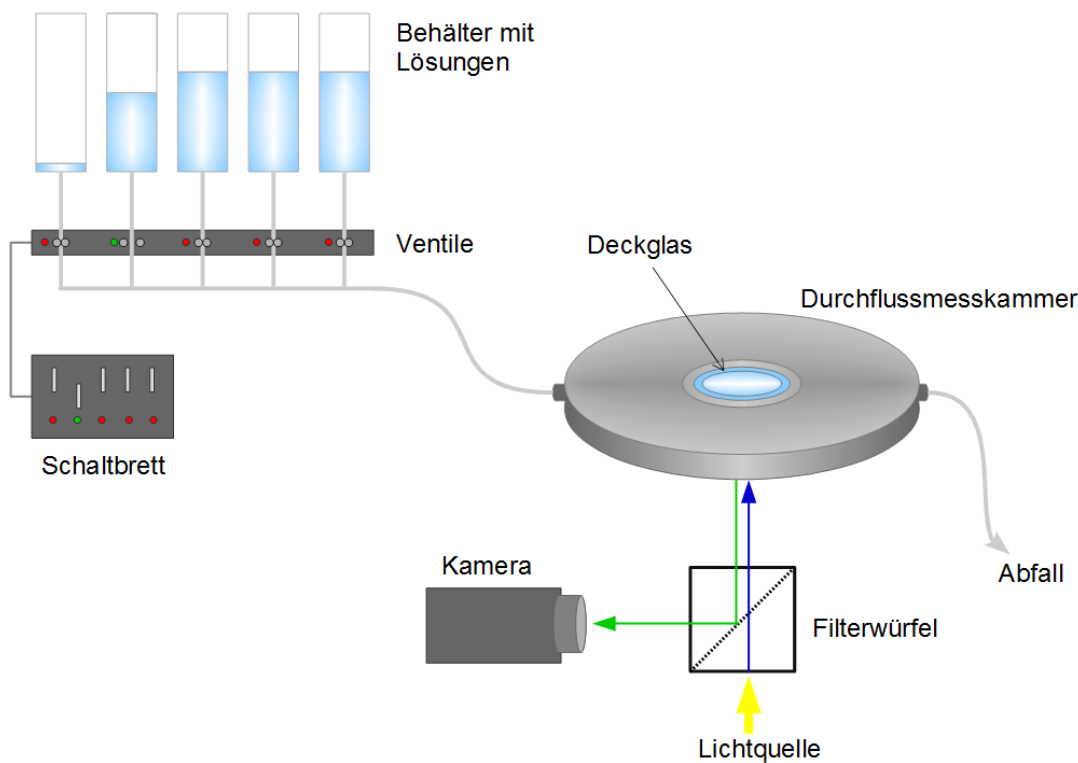 Behälter mit
Lösungen
Ventile
Deckglas
Durchflussmesskammer
Schaltbrett
Kamera
Abfall
Filterwürfel
Lichtquelle